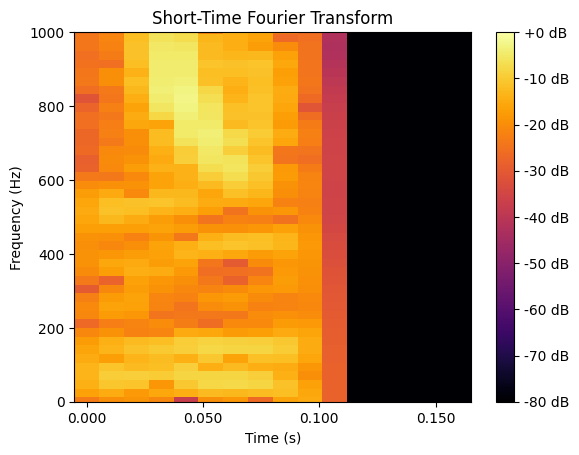 Short-Time Fourier Transform
Frequency (Hz)
1000
800
600
400
200
0
0.000 0.050 0.100 0.150
Time (s)
+0 dB
-10 dB
-20 dB
-30 dB
-40 dB
-50 dB
-60 dB
-70 dB
-80 dB